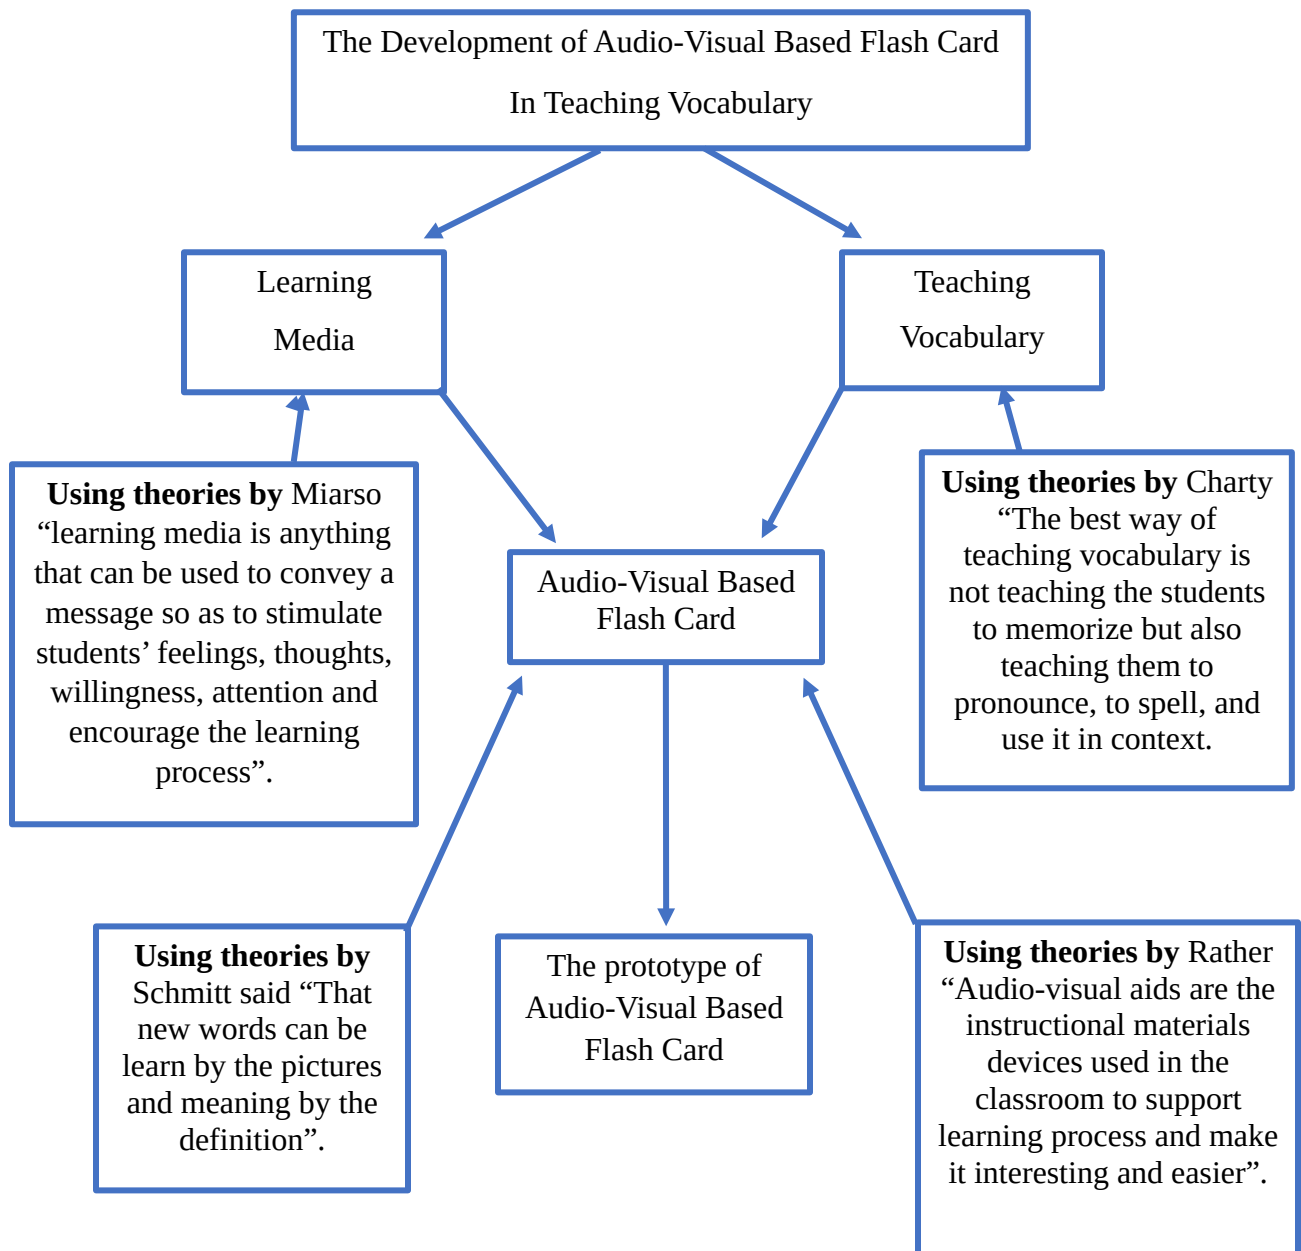 The Development of Audio-Visual Based Flash Card
In Teaching Vocabulary
Learning
Media
Teaching
Vocabulary
Using theories by Miarso
“learning media is anything
that can be used to convey a
message so as to stimulate
students’ feelings, thoughts,
willingness, attention and
encourage the learning
process”.
Audio-Visual Based
Flash Card
Using theories by Charty
“The best way of
teaching vocabulary is
not teaching the students
to memorize but also
teaching them to
pronounce, to spell, and
use it in context.
Using theories by
Schmitt said “That
new words can be
learn by the pictures
and meaning by the
definition”.
The prototype of
Audio-Visual Based
Flash Card
Using theories by Rather
“Audio-visual aids are the
instructional materials
devices used in the
classroom to support
learning process and make
it interesting and easier”.